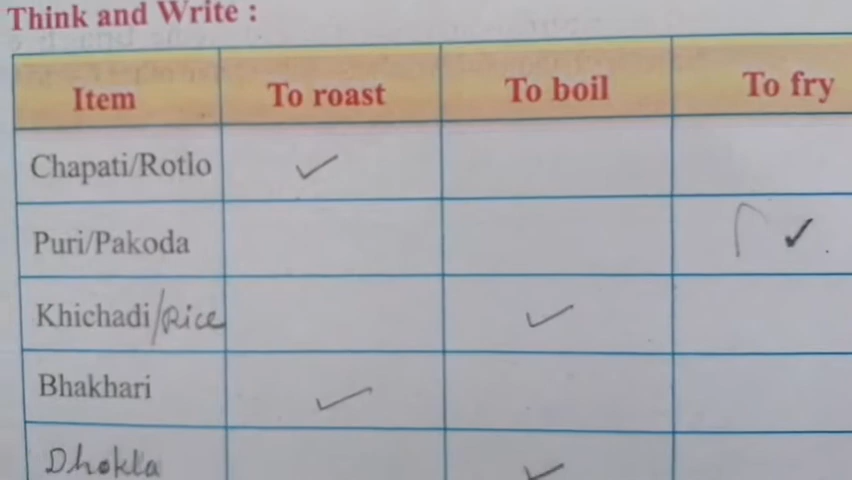 Think and Write :
Item To roast To boil To fry
Chapati/Rotlo ✓
Puri/Pakoda ✓
Khichadi/Rice ✓
Bhakhari ✓
Dhokla ✓